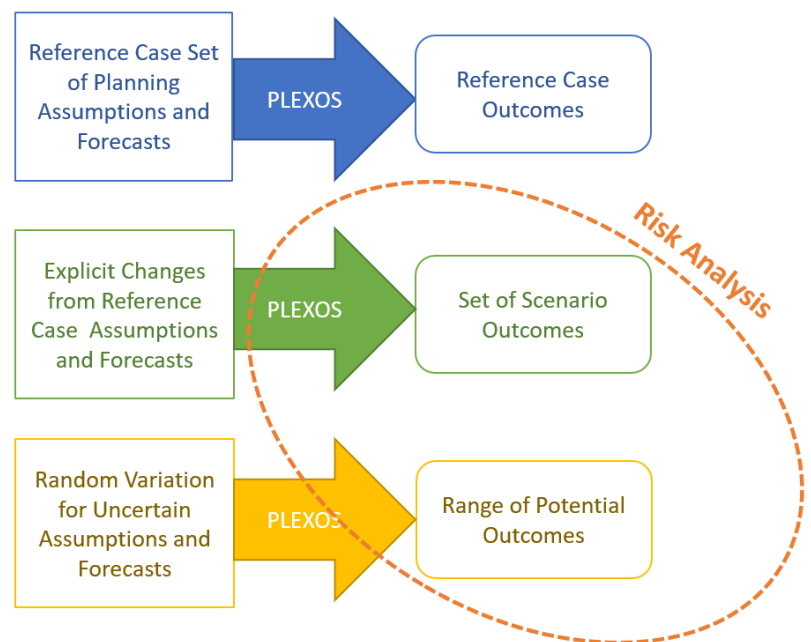 Reference Case Set
of Planning
Assumptions and
Forecasts
PLEXOS
Reference Case
Outcomes
Risk Analysis
Explicit Changes
from Reference
Case Assumptions
and Forecasts
PLEXOS
Set of Scenario
Outcomes
Random Variation
for Uncertain
Assumptions and
Forecasts
PLEXOS
Range of Potential
Outcomes